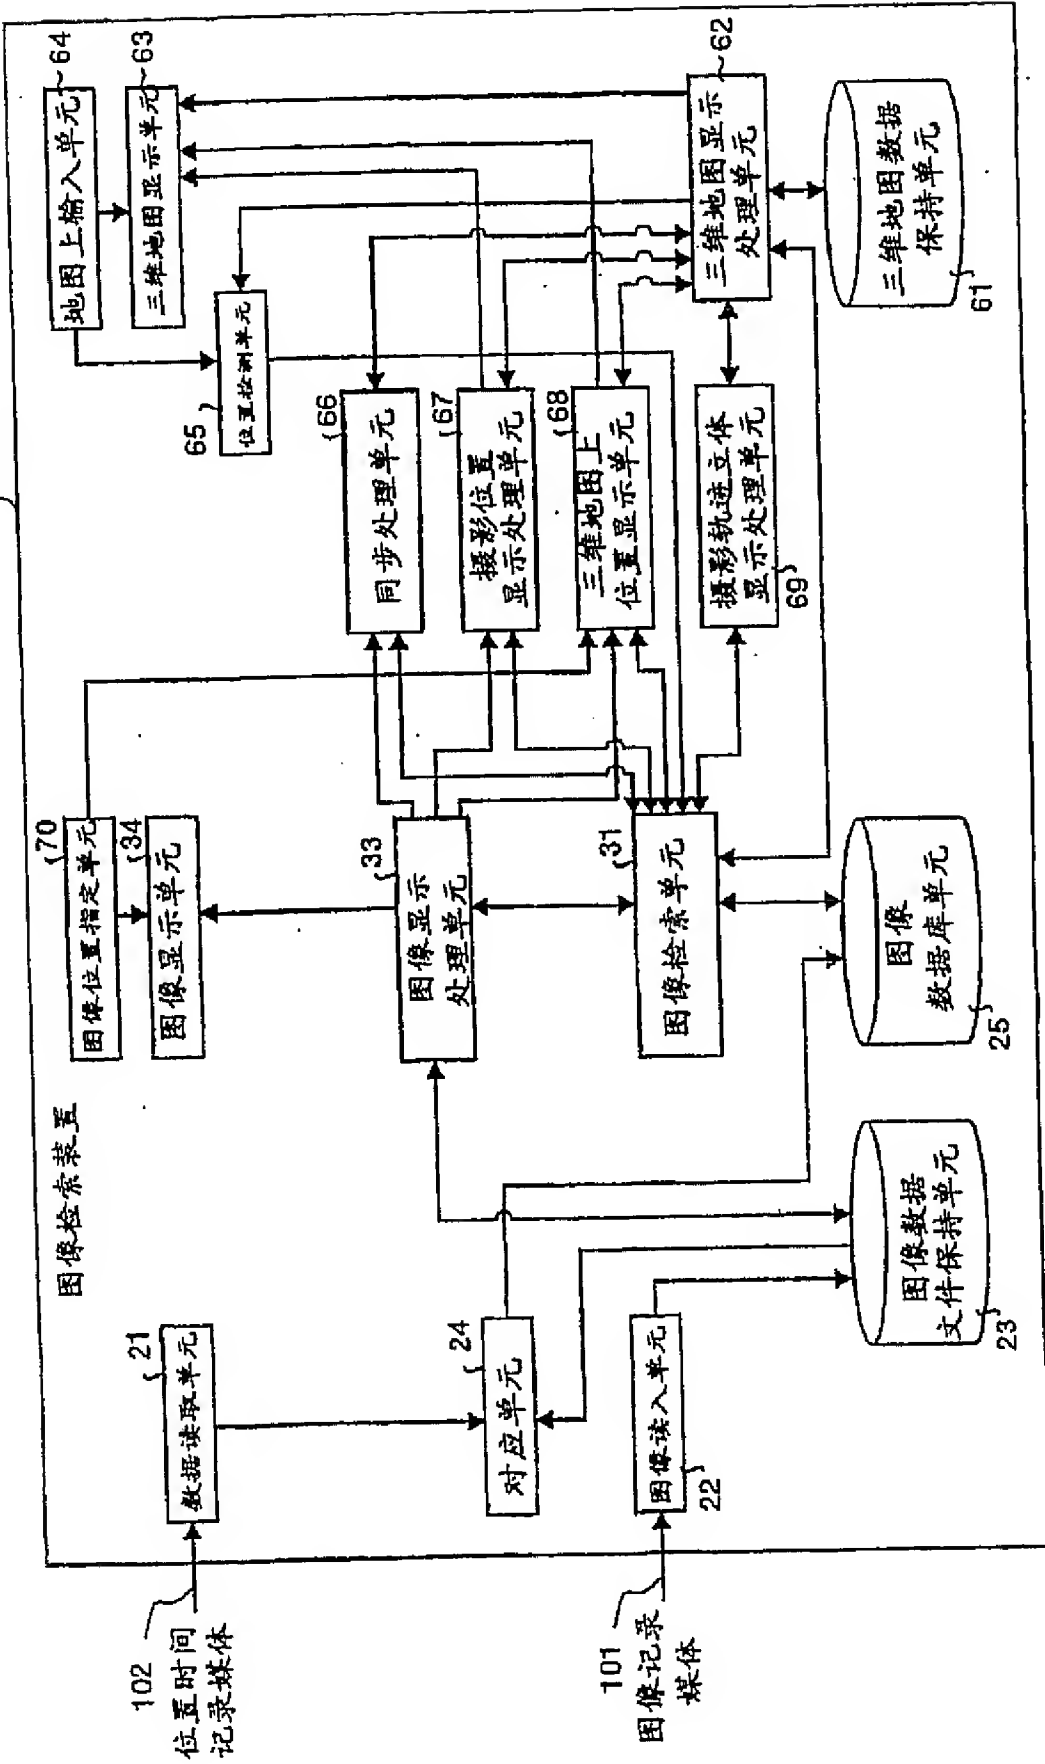 图像检索装置
102
位置时间
记录媒体
101
图像记录
媒体
21
数据读取单元
24
对应单元
图像读入单元
22
图像数据
文件保持单元
23
70
图像位置指定单元
34
图像显示单元
33
图像显示
处理单元
31
图像检索单元
图像
数据库单元
25
64
地图上输入单元
63
三维地图显示单元
65
位置检测单元
66
同步处理单元
67
摄影位置
显示处理单元
68
三维地图上
位置显示单元
摄影轨迹立体
显示处理单元
69
62
三维地图显示
处理单元
三维地图数据
保持单元
61